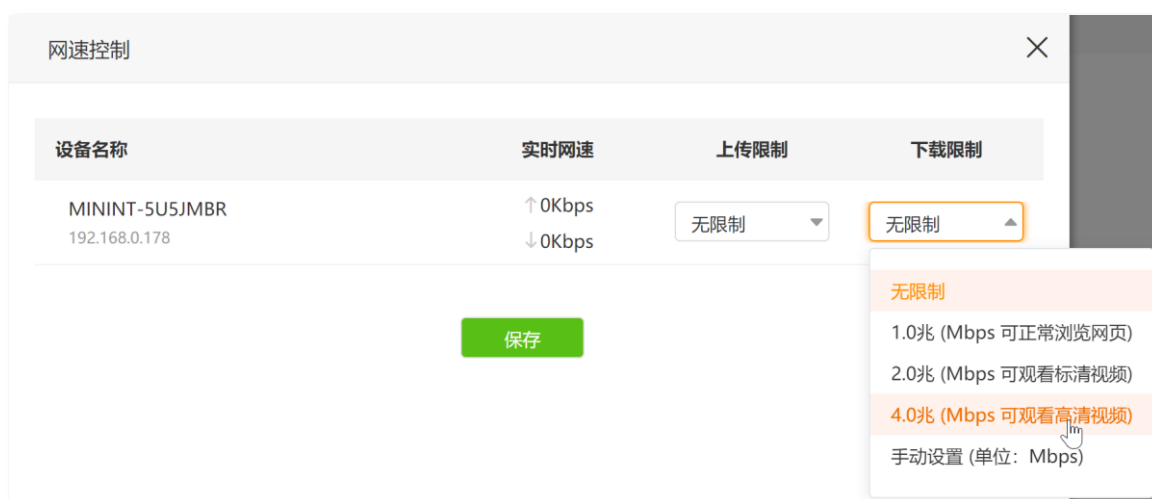 网速控制
设备名称 实时网速 上传限制 下载限制
MININT-5U5JMBR
192.168.0.178
↑0Kbps
↓0Kbps
无限制
无限制
无限制
1.0兆 (Mbps 可正常浏览网页)
2.0兆 (Mbps 可观看标清视频)
4.0兆 (Mbps 可观看高清视频)
手动设置 (单位：Mbps)
保存